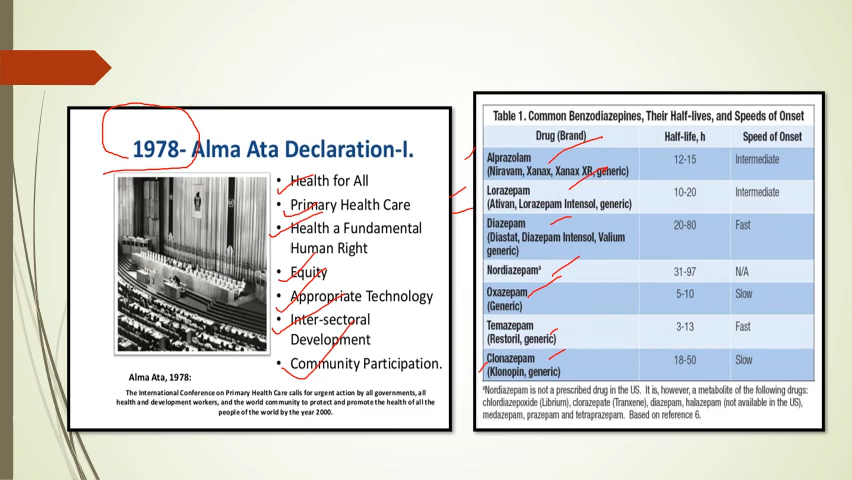 1978- Alma Ata Declaration-I.
• Health for All
• Primary Health Care
• Health a Fundamental
Human Right
• Equity
• Appropriate Technology
• Inter-sectoral
Development
• Community Participation.
Alma Ata, 1978:
The International Conference on Primary Health Care calls for urgent action by all governments, all
health and development workers, and the world community to protect and promote the health of all the
people of the world by the year 2000.
Table 1. Common Benzodiazepines, Their Half-lives, and Speeds of Onset
Drug (Brand) Half-life, h Speed of Onset
Alprazolam 12-15 Intermediate
(Niravam, Xanax, Xanax XR, generic)
Lorazepam 10-20 Intermediate
(Ativan, Lorazepam Intensol, generic)
Diazepam 20-80 Fast
(Diastat, Diazepam Intensol, Valium
generic)
Nordiazepamª 31-97 N/A
Oxazepam 5-10 Slow
(Generic)
Temazepam 3-13 Fast
(Restoril, generic)
Clonazepam 18-50 Slow
(Klonopin, generic)
ªNordiazepam is not a prescribed drug in the US. It is, however, a metabolite of the following drugs:
chlordiazepoxide (Librium), clorazepate (Tranxene), diazepam, halazepam (not available in the US),
medazepam, prazepam and tetraprazepam. Based on reference 6.